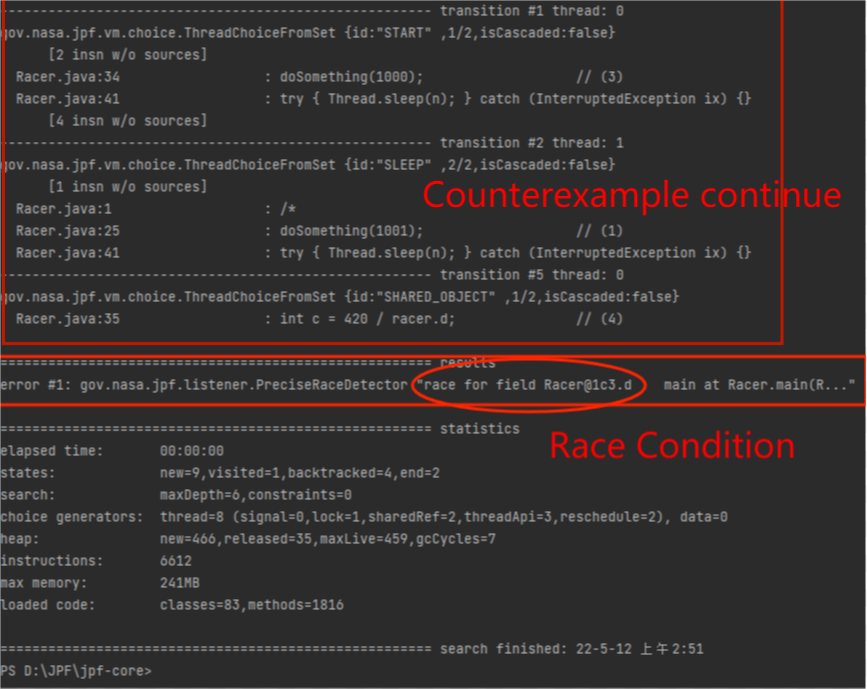 ------------------------------------------------------ transition #1 thread: 0
gov.nasa.jpf.vm.choice.ThreadChoiceFromSet {id:"START" ,1/2,isCascaded:false}
[2 insn w/o sources]
Racer.java:34 : doSomething(1000); // (3)
Racer.java:41 : try { Thread.sleep(n); } catch (InterruptedException ix) {}
[4 insn w/o sources]
------------------------------------------------------ transition #2 thread: 1
gov.nasa.jpf.vm.choice.ThreadChoiceFromSet {id:"SLEEP" ,2/2,isCascaded:false}
[1 insn w/o sources]
Counterexample continue
Racer.java:1 : /*
Racer.java:25 : doSomething(1001); // (1)
Racer.java:41 : try { Thread.sleep(n); } catch (InterruptedException ix) {}
------------------------------------------------------ transition #5 thread: 0
gov.nasa.jpf.vm.choice.ThreadChoiceFromSet {id:"SHARED_OBJECT" ,1/2,isCascaded:false}
Racer.java:35 : int c = 420 / racer.d; // (4)
====================================================== results
error #1: gov.nasa.jpf.listener.PreciseRaceDetector "race for field Racer@1c3.d main at Racer.main(R..."
====================================================== statistics
Race Condition
elapsed time: 00:00:00
states: new=9,visited=1,backtracked=4,end=2
search: maxDepth=6,constraints=0
choice generators: thread=8 (signal=0,lock=1,sharedRef=2,threadApi=3,reschedule=2), data=0
heap: new=466,released=35,maxLive=459,gcCycles=7
instructions: 6612
max memory: 241MB
loaded code: classes=83,methods=1816
====================================================== search finished: 22-5-12 上午2:51
PS D:\JPF\jpf-core>